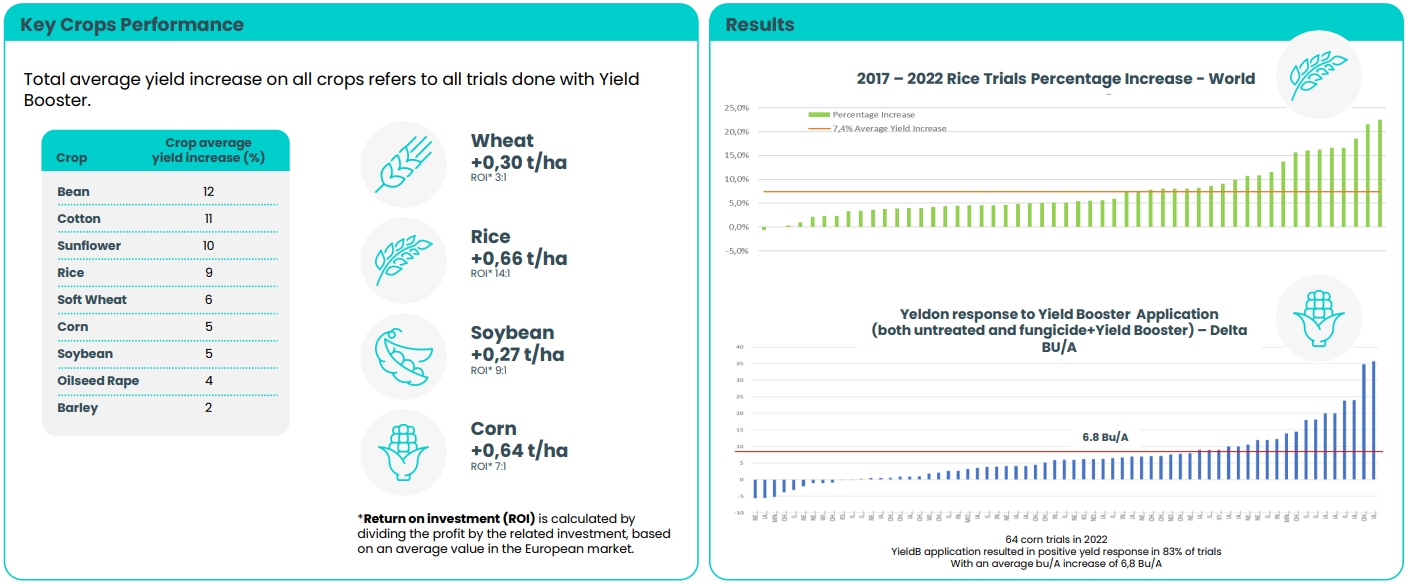 Key Crops Performance
Total average yield increase on all crops refers to all trials done with Yield
Booster.
Crop
Crop average
yield increase (%)
Bean 12
Cotton 11
Sunflower 10
Rice 9
Soft Wheat 6
Corn 5
Soybean 5
Oilseed Rape 4
Barley 2
Wheat
+0,30 t/ha
ROI* 3:1
Rice
+0,66 t/ha
ROI* 14:1
Soybean
+0,27 t/ha
ROI* 9:1
Corn
+0,64 t/ha
ROI* 7:1
*Return on investment (ROI) is calculated by
dividing the profit by the related investment, based
on an average value in the European market.
Results
2017 – 2022 Rice Trials Percentage Increase - World
25,0%
20,0%
15,0%
10,0%
5,0%
0,0%
-5,0%
Percentage Increase
7,4% Average Yield Increase
Yeldon response to Yield Booster Application
(both untreated and fungicide+Yield Booster) – Delta
BU/A
40
35
30
25
20
15
10
5
0
-5
-10
6.8 Bu/A
64 corn trials in 2022
YieldB application resulted in positive yeld response in 83% of trials
With an average bu/A increase of 6,8 Bu/A